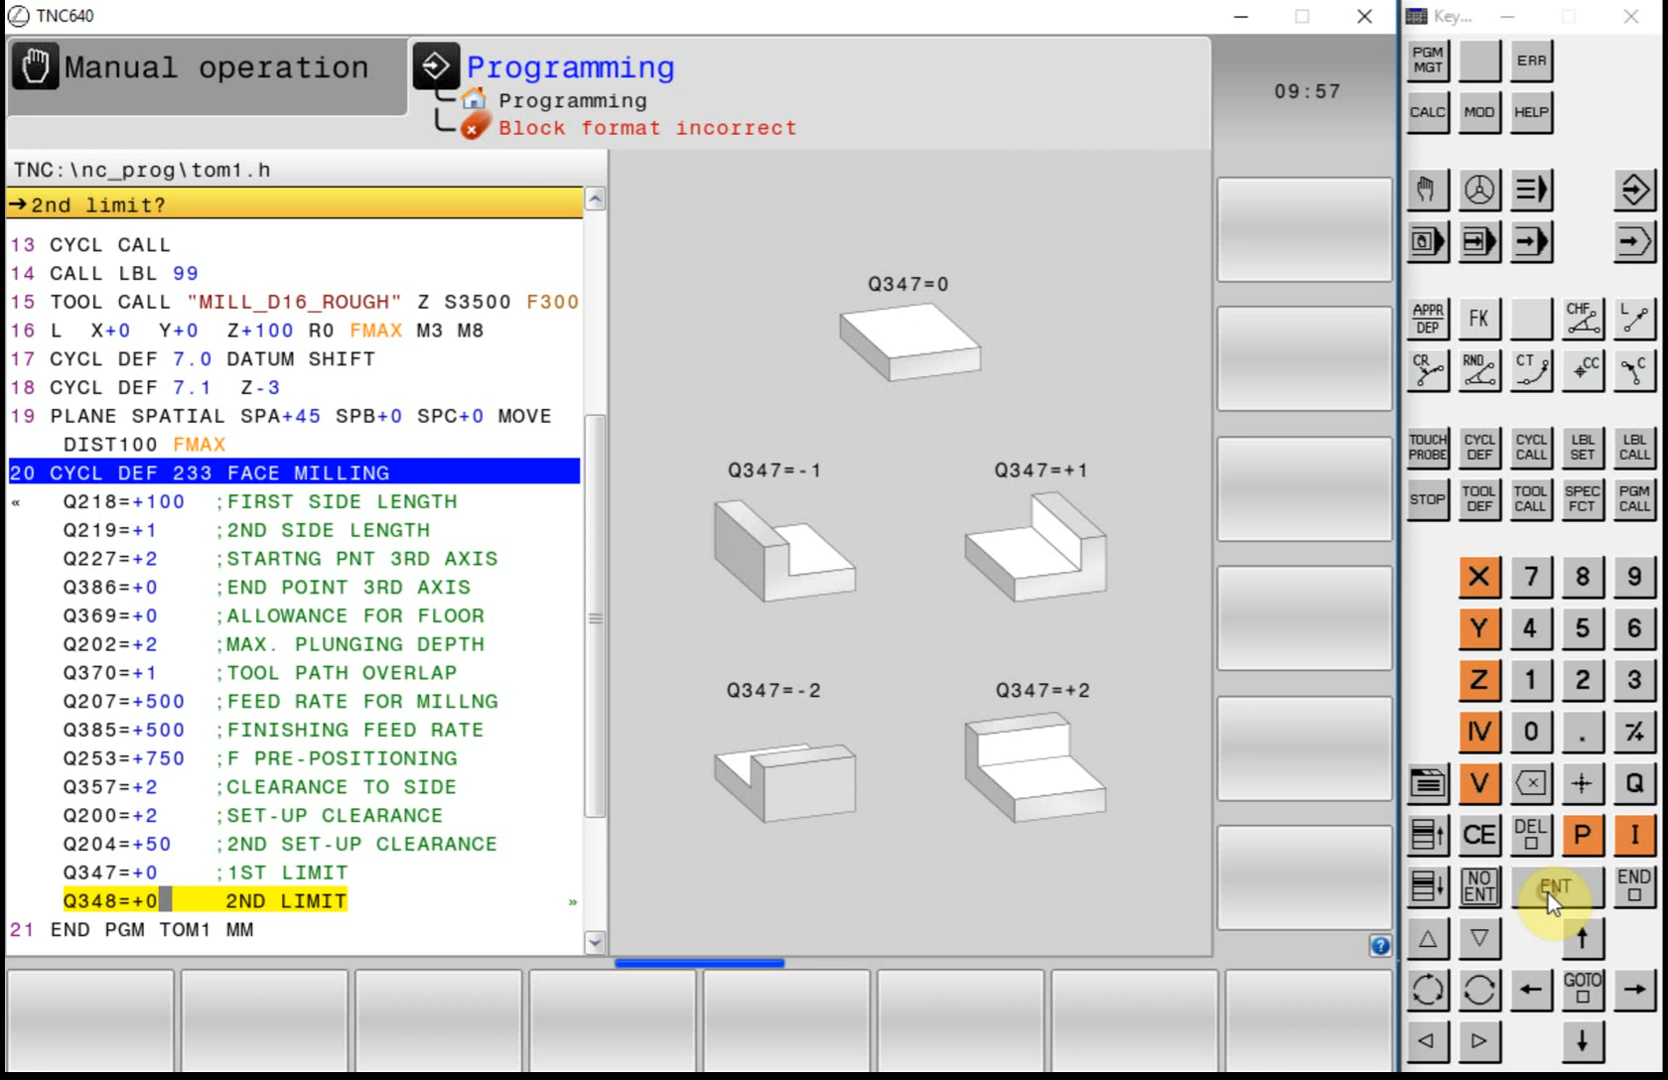 TNC640
Key...
Manual operation
Programming
Programming
Block format incorrect
09:57
TNC:\nc_prog\tom1.h
→2nd limit?
13 CYCL CALL
14 CALL LBL 99
15 TOOL CALL "MILL_D16_ROUGH" Z S3500 F300
16 L X+0 Y+0 Z+100 R0 FMAX M3 M8
17 CYCL DEF 7.0 DATUM SHIFT
18 CYCL DEF 7.1 Z-3
19 PLANE SPATIAL SPA+45 SPB+0 SPC+0 MOVE
DIST100 FMAX
20 CYCL DEF 233 FACE MILLING
« Q218=+100 ;FIRST SIDE LENGTH
Q219=+1 ;2ND SIDE LENGTH
Q227=+2 ;STARTNG PNT 3RD AXIS
Q386=+0 ;END POINT 3RD AXIS
Q369=+0 ;ALLOWANCE FOR FLOOR
Q202=+2 ;MAX. PLUNGING DEPTH
Q370=+1 ;TOOL PATH OVERLAP
Q207=+500 ;FEED RATE FOR MILLNG
Q385=+500 ;FINISHING FEED RATE
Q253=+750 ;F PRE-POSITIONING
Q357=+2 ;CLEARANCE TO SIDE
Q200=+2 ;SET-UP CLEARANCE
Q204=+50 ;2ND SET-UP CLEARANCE
Q347=+0 ;1ST LIMIT
Q348=+0 2ND LIMIT »
21 END PGM TOM1 MM
Q347=0
Q347=-1 Q347=+1
Q347=-2 Q347=+2
?
PGM MGT ERR
CALC MOD HELP
APPR DEP FK CHF L
CR RND CT CC C
TOUCH PROBE CYCL DEF CYCL CALL LBL SET LBL CALL
STOP TOOL DEF TOOL CALL SPEC FCT PGM CALL
X 7 8 9
Y 4 5 6
Z 1 2 3
IV 0 . -/+
V Q
CE DEL P I
NO ENT ENT END
GOTO